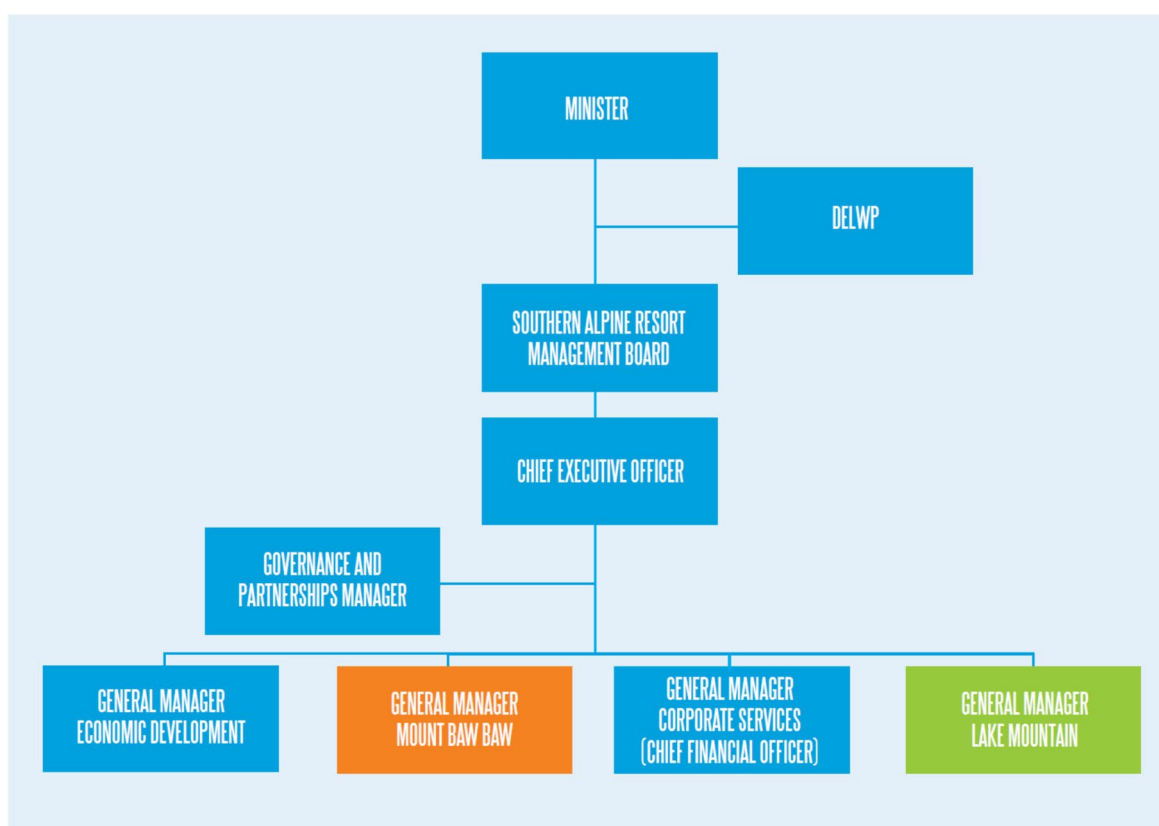 MINISTER
DELWP
SOUTHERN ALPINE RESORT
MANAGEMENT BOARD
CHIEF EXECUTIVE OFFICER
GOVERNANCE AND
PARTNERSHIPS MANAGER
GENERAL MANAGER
ECONOMIC DEVELOPMENT
GENERAL MANAGER
MOUNT BAW BAW
GENERAL MANAGER
CORPORATE SERVICES
(CHIEF FINANCIAL OFFICER)
GENERAL MANAGER
LAKE MOUNTAIN